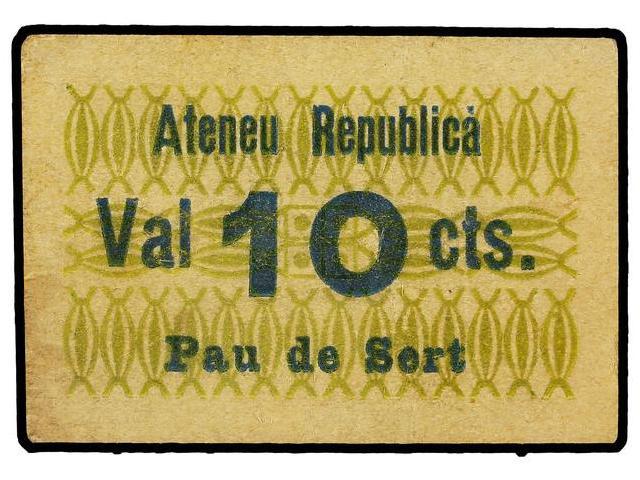 Ateneu Republicà
Val 10 cts.
Pau de Sert